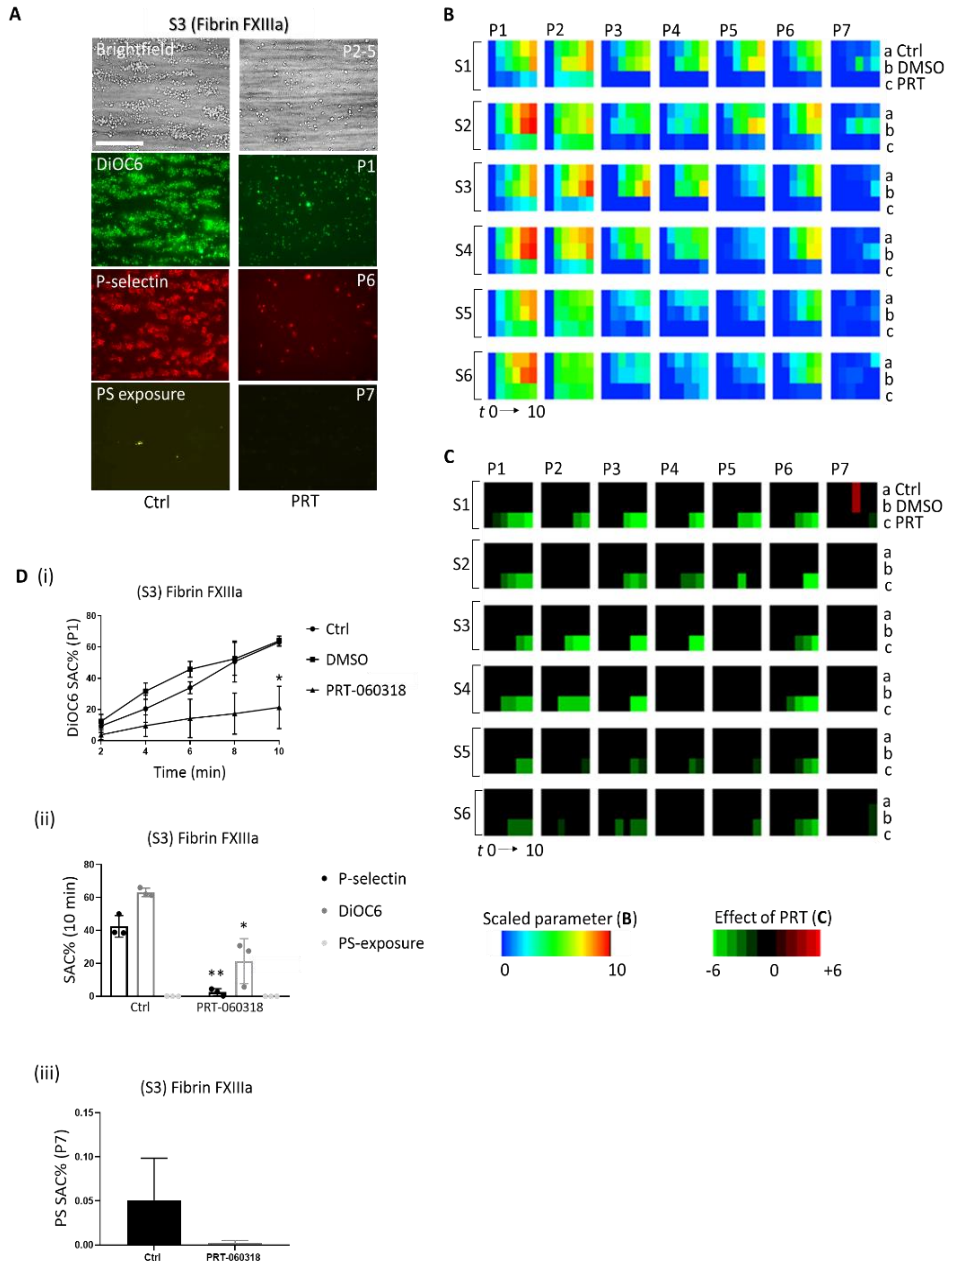 A
S3 (Fibrin FXIIIa)
Brightfield
P2-5
DiOC6
P1
P-selectin
P6
PS exposure
P7
Ctrl
PRT
B
P1 P2 P3 P4 P5 P6 P7
S1
a Ctrl
b DMSO
c PRT
S2
a
b
c
S3
a
b
c
S4
a
b
c
S5
a
b
c
S6
a
b
c
t 0→ 10
C
P1 P2 P3 P4 P5 P6 P7
S1
a Ctrl
b DMSO
c PRT
S2
a
b
c
S3
a
b
c
S4
a
b
c
S5
a
b
c
S6
a
b
c
t 0→ 10
Scaled parameter (B)
0 10
Effect of PRT (C)
-6 0 +6
D (i)
(S3) Fibrin FXIIIa
DiOC6 SAC% (P1)
80
60
40
20
0
2 4 6 8 10
Time (min)
*
Ctrl
DMSO
PRT-060318
(ii)
(S3) Fibrin FXIIIa
SAC% (10 min)
80
60
40
20
0
** *
Ctrl PRT-060318
P-selectin
DiOC6
PS-exposure
(iii)
(S3) Fibrin FXIIIa
PS SAC% (P7)
0.15
0.10
0.05
0.00
Ctrl PRT-060318